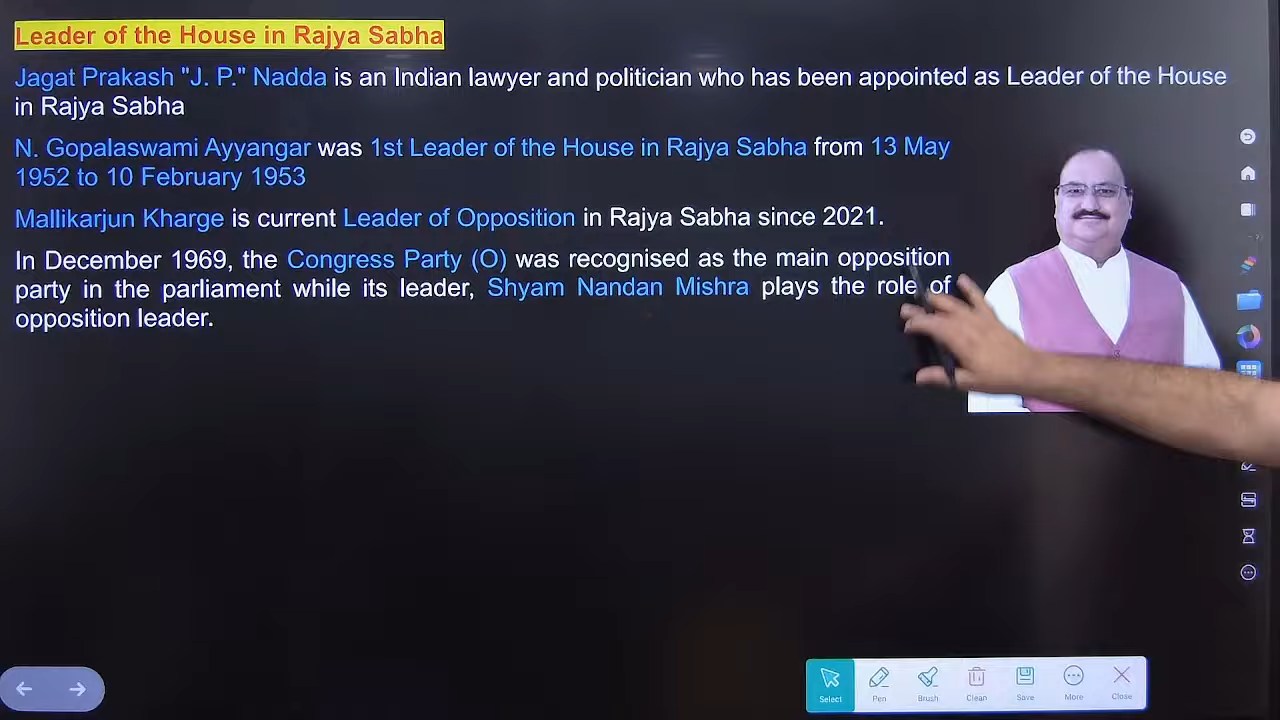 Leader of the House in Rajya Sabha
Jagat Prakash "J. P." Nadda is an Indian lawyer and politician who has been appointed as Leader of the House
in Rajya Sabha
N. Gopalaswami Ayyangar was 1st Leader of the House in Rajya Sabha from 13 May
1952 to 10 February 1953
Mallikarjun Kharge is current Leader of Opposition in Rajya Sabha since 2021.
In December 1969, the Congress Party (O) was recognised as the main opposition
party in the parliament while its leader, Shyam Nandan Mishra plays the role of
opposition leader.
Select Pen Brush Clean Save More Close